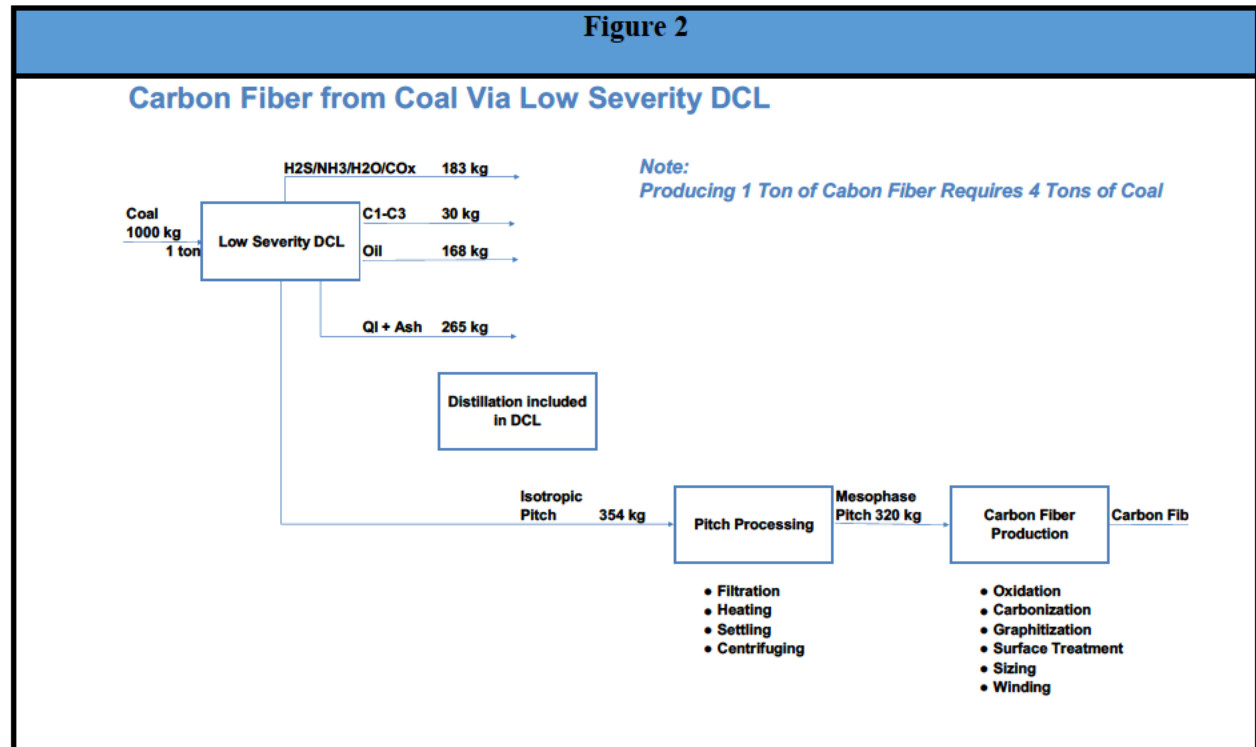 Figure 2
Carbon Fiber from Coal Via Low Severity DCL
H2S/NH3/H2O/COx 183 kg
Note:
Producing 1 Ton of Cabon Fiber Requires 4 Tons of Coal
Coal
1000 kg
1 ton
Low Severity DCL
C1-C3 30 kg
Oil 168 kg
QI + Ash 265 kg
Distillation included
in DCL
Isotropic
Pitch 354 kg
Pitch Processing
Mesophase
Pitch 320 kg
Carbon Fiber
Production
Carbon Fib
● Filtration
● Heating
● Settling
● Centrifuging
● Oxidation
● Carbonization
● Graphitization
● Surface Treatment
● Sizing
● Winding